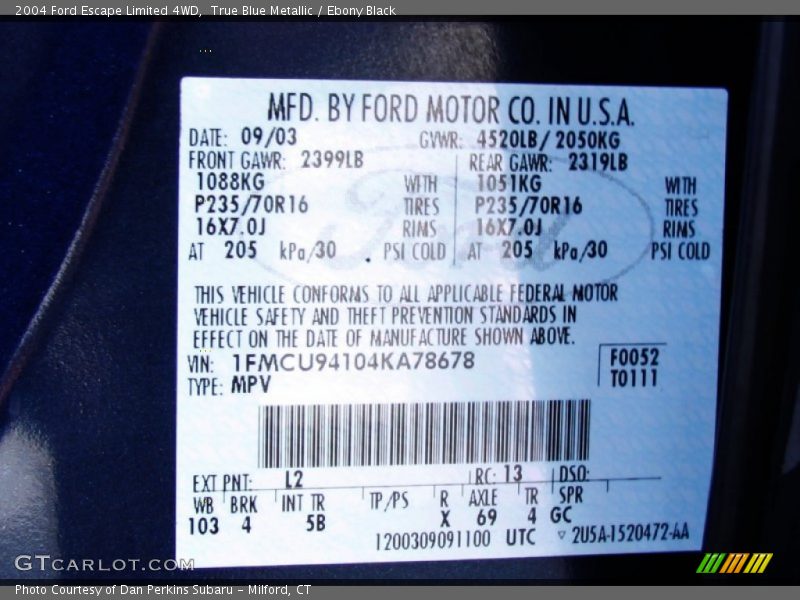 2004 Ford Escape Limited 4WD, True Blue Metallic / Ebony Black
MFD. BY FORD MOTOR CO. IN U.S.A.
DATE: 09/03 GVWR: 4520LB/ 2050KG
FRONT GAWR: 2399LB REAR GAWR: 2319LB
1088KG WITH 1051KG WITH
P235/70R16 TIRES P235/70R16 TIRES
16X7.0J RIMS 16X7.0J RIMS
AT 205 kPa/30 PSI COLD AT 205 kPa/30 PSI COLD
THIS VEHICLE CONFORMS TO ALL APPLICABLE FEDERAL MOTOR
VEHICLE SAFETY AND THEFT PREVENTION STANDARDS IN
EFFECT ON THE DATE OF MANUFACTURE SHOWN ABOVE.
VIN: 1FMCU94104KA78678 F0052
TYPE: MPV T0111
EXT PNT: L2 RC: 13 DSO:
WB BRK INT TR TP/PS R AXLE TR SPR
103 4 5B X 69 4 GC
1200309091100 UTC ▽ 2U5A-1520472-AA
GTCARLOT.COM
Photo Courtesy of Dan Perkins Subaru - Milford, CT